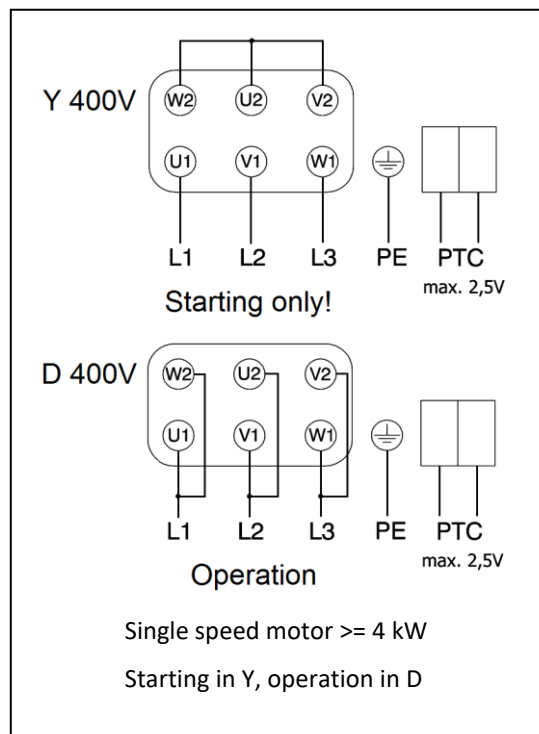 Y 400V
W2 U2 V2
U1 V1 W1
L1 L2 L3 PE PTC
max. 2,5V
Starting only!
D 400V
W2 U2 V2
U1 V1 W1
L1 L2 L3 PE PTC
max. 2,5V
Operation
Single speed motor >= 4 kW
Starting in Y, operation in D